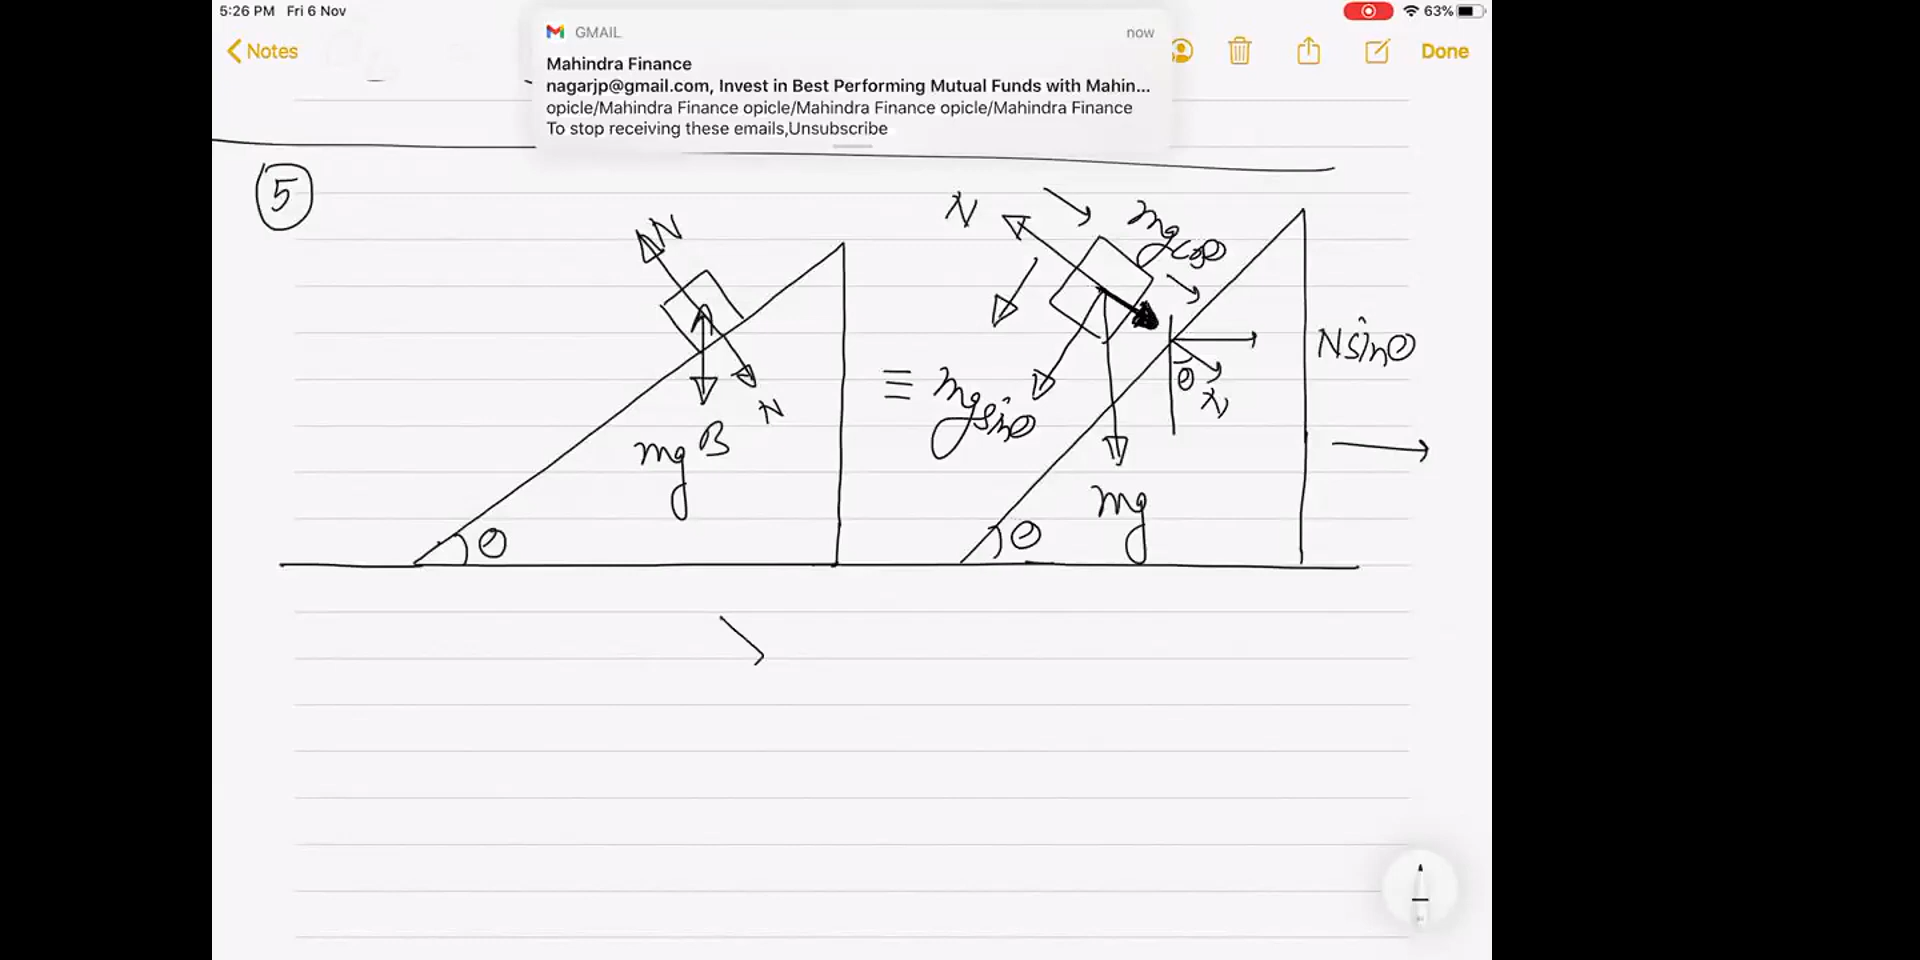 5:26 PM Fri 6 Nov
63%
Notes
Done
GMAIL
now
Mahindra Finance
nagarjp@gmail.com, Invest in Best Performing Mutual Funds with Mahin...
opicle/Mahindra Finance opicle/Mahindra Finance opicle/Mahindra Finance
To stop receiving these emails,Unsubscribe
5
N
N
mg
B
θ
≡
N
mg cosθ
mg sinθ
N sinθ
θ
N
mg
θ